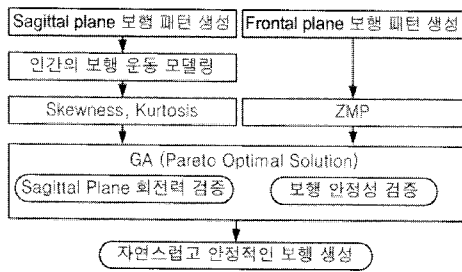 Sagittal plane 보행 패턴 생성
Frontal plane 보행 패턴 생성
인간의 보행 운동 모델링
Skewness, Kurtosis
ZMP
GA (Pareto Optimal Solution)
Sagittal Plane 회전력 검증
보행 안정성 검증
자연스럽고 안정적인 보행 생성